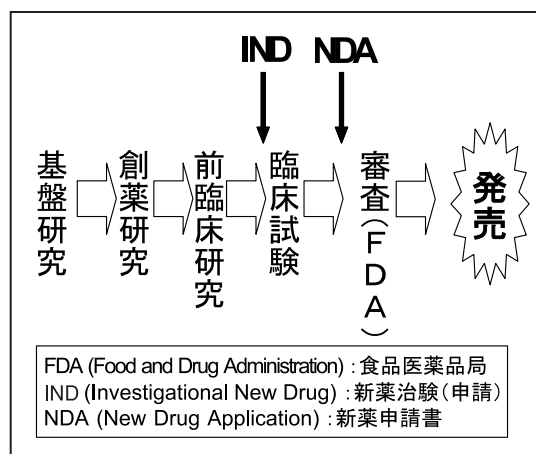 IND NDA
基盤研究
創薬研究
前臨床研究
臨床試験
審査(FDA)
発売
FDA (Food and Drug Administration) : 食品医薬品局
IND (Investigational New Drug) : 新薬治験(申請)
NDA (New Drug Application) : 新薬申請書